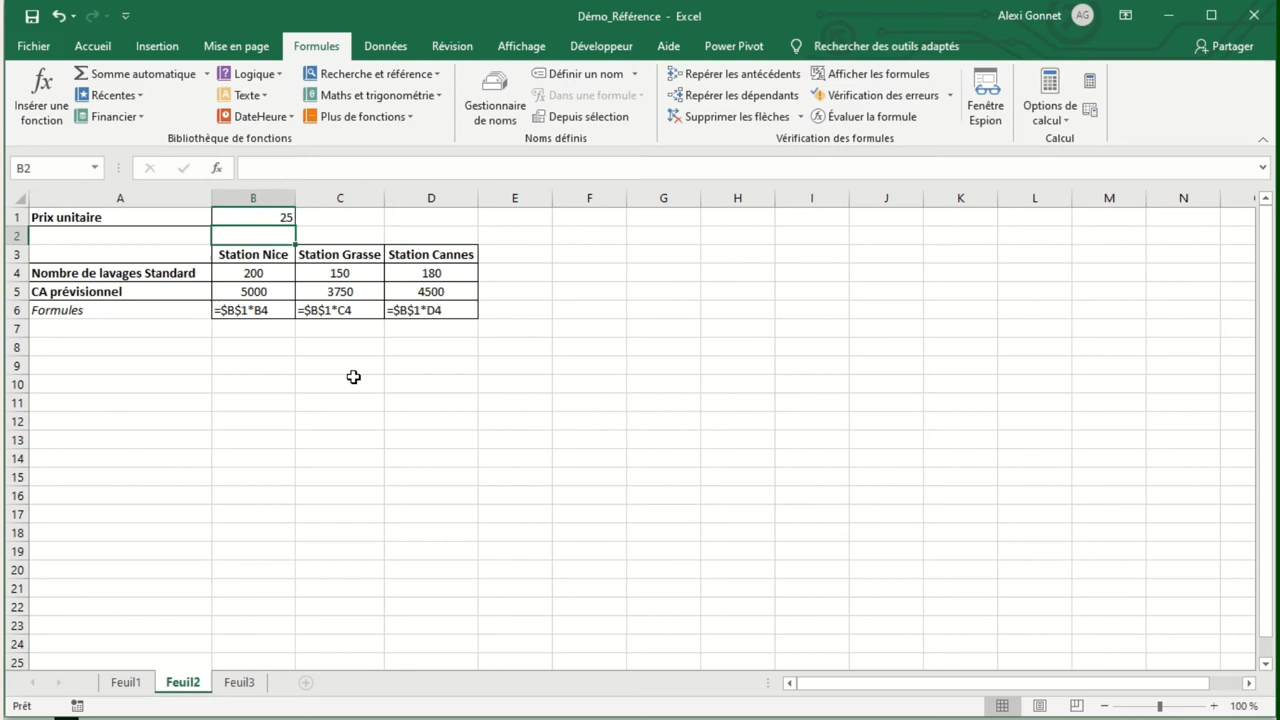 Démo_Référence - Excel
Alexi Gonnet
AG
Fichier Accueil Insertion Mise en page Formules Données Révision Affichage Développeur Aide Power Pivot Rechercher des outils adaptés Partager
Insérer une fonction
Somme automatique
Récentes
Financier
Logique
Texte
DateHeure
Recherche et référence
Maths et trigonométrie
Plus de fonctions
Bibliothèque de fonctions
Gestionnaire de noms
Définir un nom
Dans une formule
Depuis sélection
Noms définis
Repérer les antécédents
Repérer les dépendants
Supprimer les flèches
Afficher les formules
Vérification des erreurs
Évaluer la formule
Vérification des formules
Fenêtre Espion
Options de calcul
Calcul
B2
fx
A B C D E F G H I J K L M N
1 Prix unitaire 25
2
3 Station Nice Station Grasse Station Cannes
4 Nombre de lavages Standard 200 150 180
5 CA prévisionnel 5000 3750 4500
6 Formules =$B$1*B4 =$B$1*C4 =$B$1*D4
7
8
9
10
11
12
13
14
15
16
17
18
19
20
21
22
23
24
25
Feuil1 Feuil2 Feuil3
Prêt
100 %